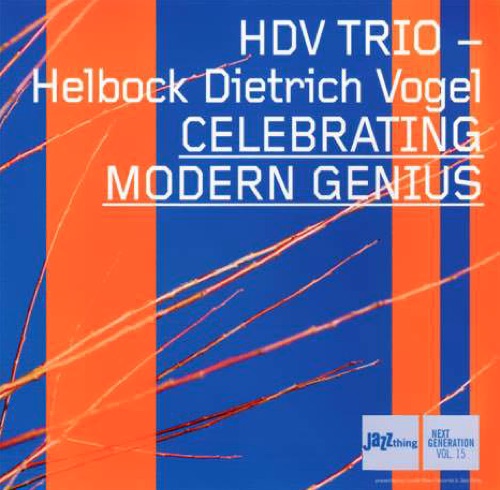 HDV TRIO –
Helbock Dietrich Vogel
CELEBRATING
MODERN GENIUS
JaZZthing
NEXT
GENERATION
VOL. 15